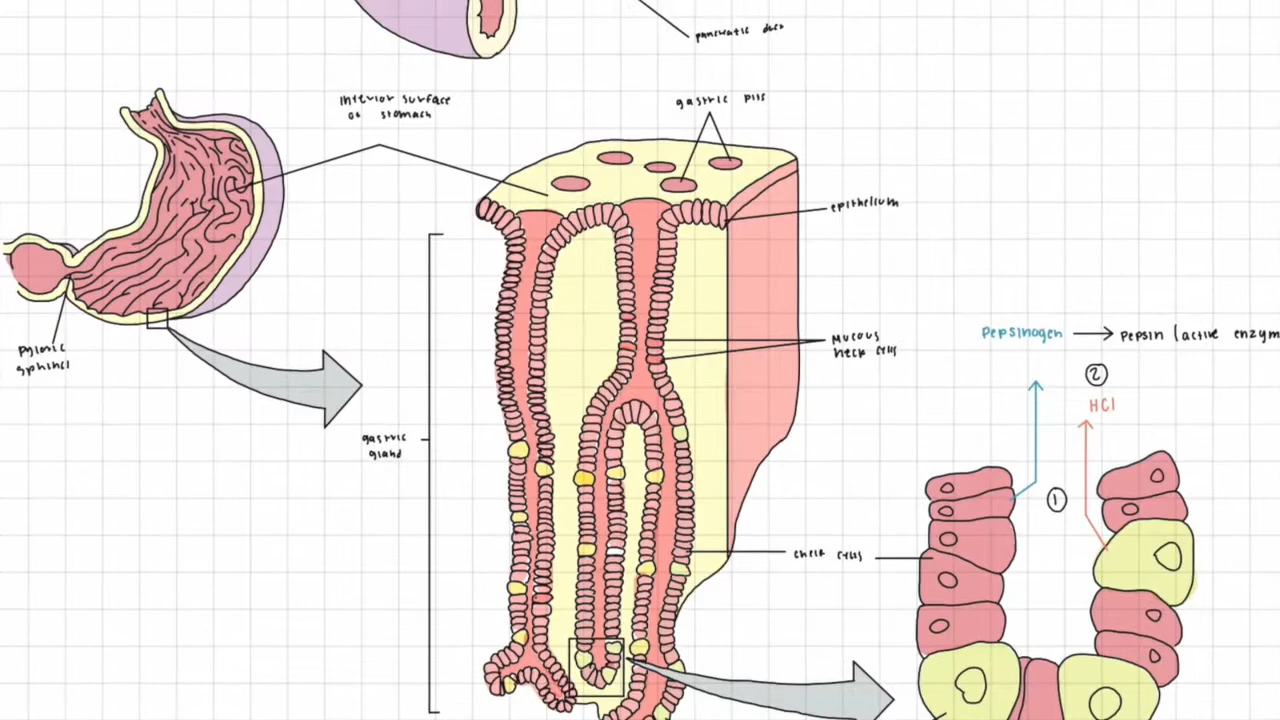 pancreatic duct
interior surface
of stomach
gastric pits
epithelium
Pepsinogen → Pepsin (active enzym
mucous
neck cells
②
pyloric
sphinct
HCl
gastric
gland
①
chief cells